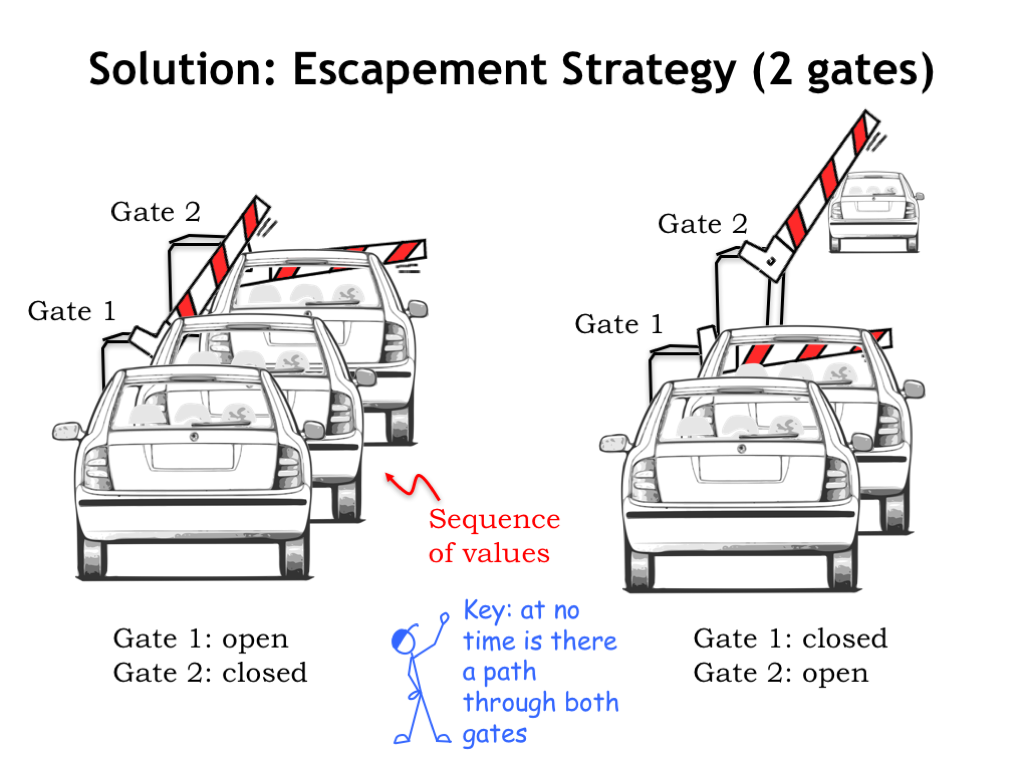 Solution: Escapement Strategy (2 gates)
Gate 2
Gate 1
Gate 2
Gate 1
Sequence
of values
Gate 1: open
Gate 2: closed
Key: at no
time is there
a path
through both
gates
Gate 1: closed
Gate 2: open